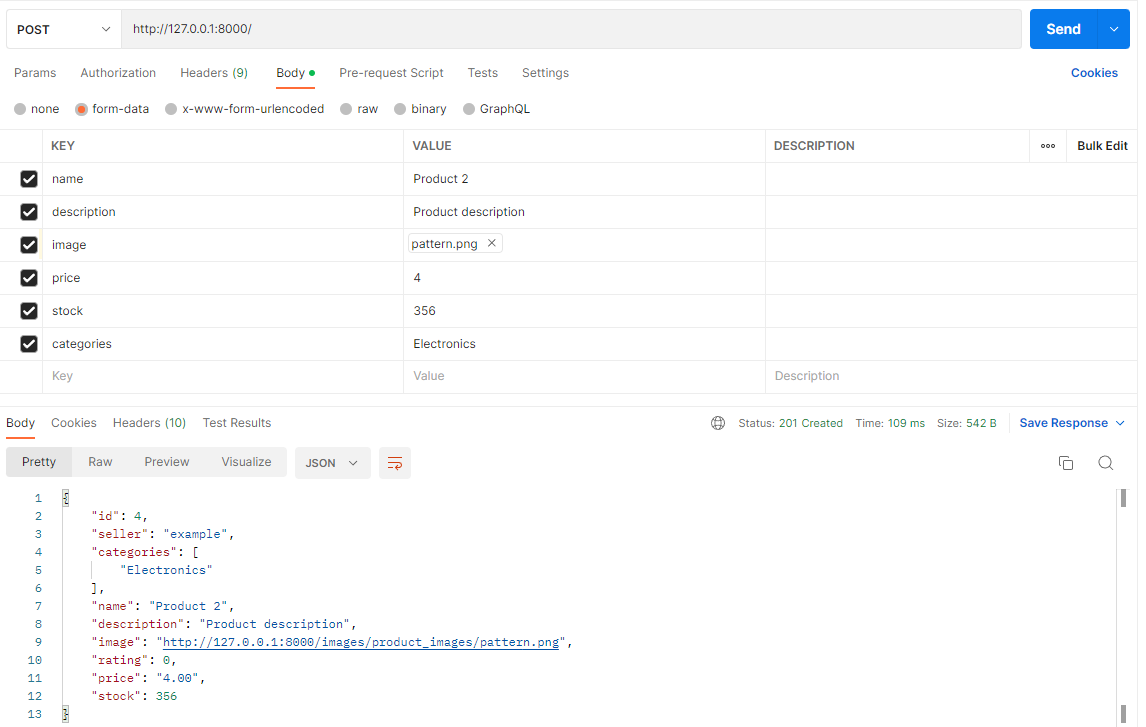 POST http://127.0.0.1:8000/ Send
Params Authorization Headers (9) Body Pre-request Script Tests Settings Cookies
none form-data x-www-form-urlencoded raw binary GraphQL
KEY VALUE DESCRIPTION Bulk Edit
name Product 2
description Product description
image pattern.png
price 4
stock 356
categories Electronics
Key Value Description
Body Cookies Headers (10) Test Results Status: 201 Created Time: 109 ms Size: 542 B Save Response
Pretty Raw Preview Visualize JSON
1 {
2 "id": 4,
3 "seller": "example",
4 "categories": [
5 "Electronics"
6 ],
7 "name": "Product 2",
8 "description": "Product description",
9 "image": "http://127.0.0.1:8000/images/product_images/pattern.png",
10 "rating": 0,
11 "price": "4.00",
12 "stock": 356
13 }